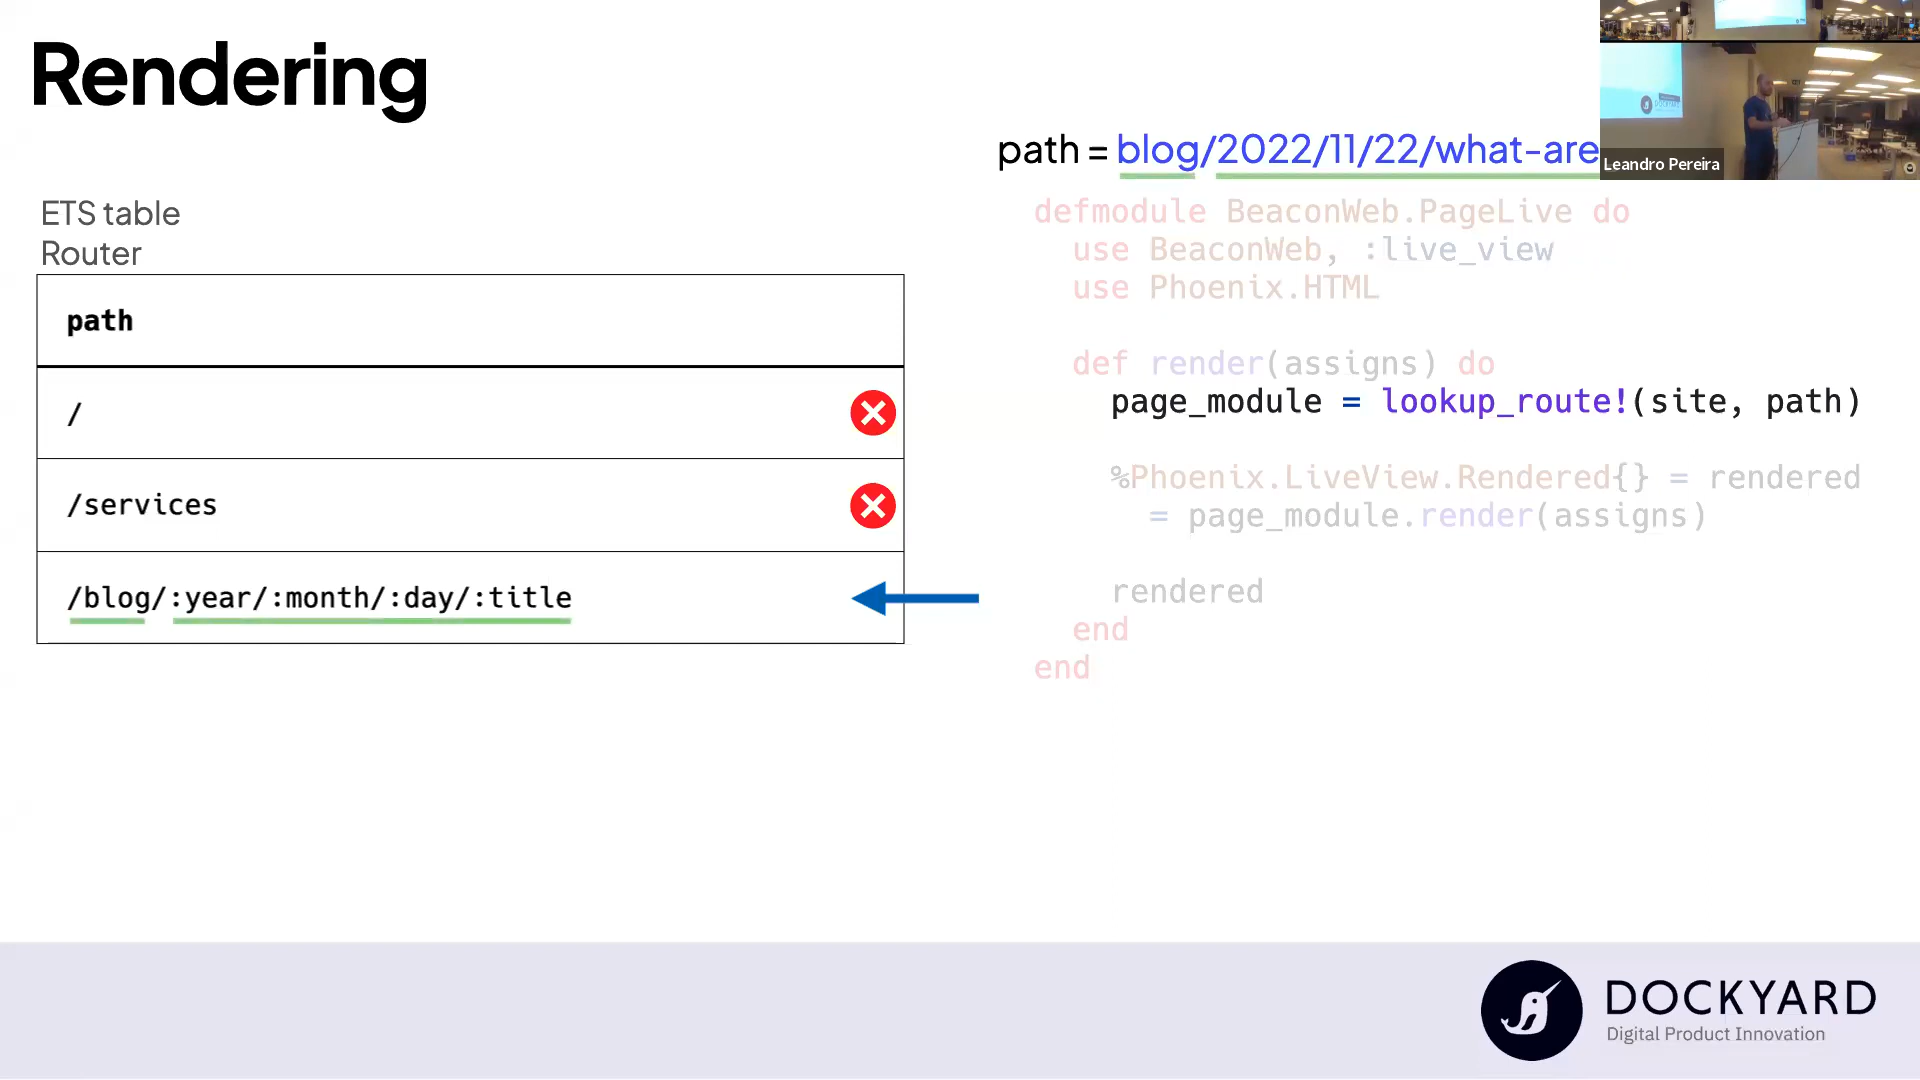 Rendering
path = blog/2022/11/22/what-are
Leandro Pereira
ETS table
Router
path
/
/services
/blog/:year/:month/:day/:title
defmodule BeaconWeb.PageLive do
use BeaconWeb, :live_view
use Phoenix.HTML
def render(assigns) do
page_module = lookup_route!(site, path)
%Phoenix.LiveView.Rendered{} = rendered
= page_module.render(assigns)
rendered
end
end
DOCKYARD
Digital Product Innovation